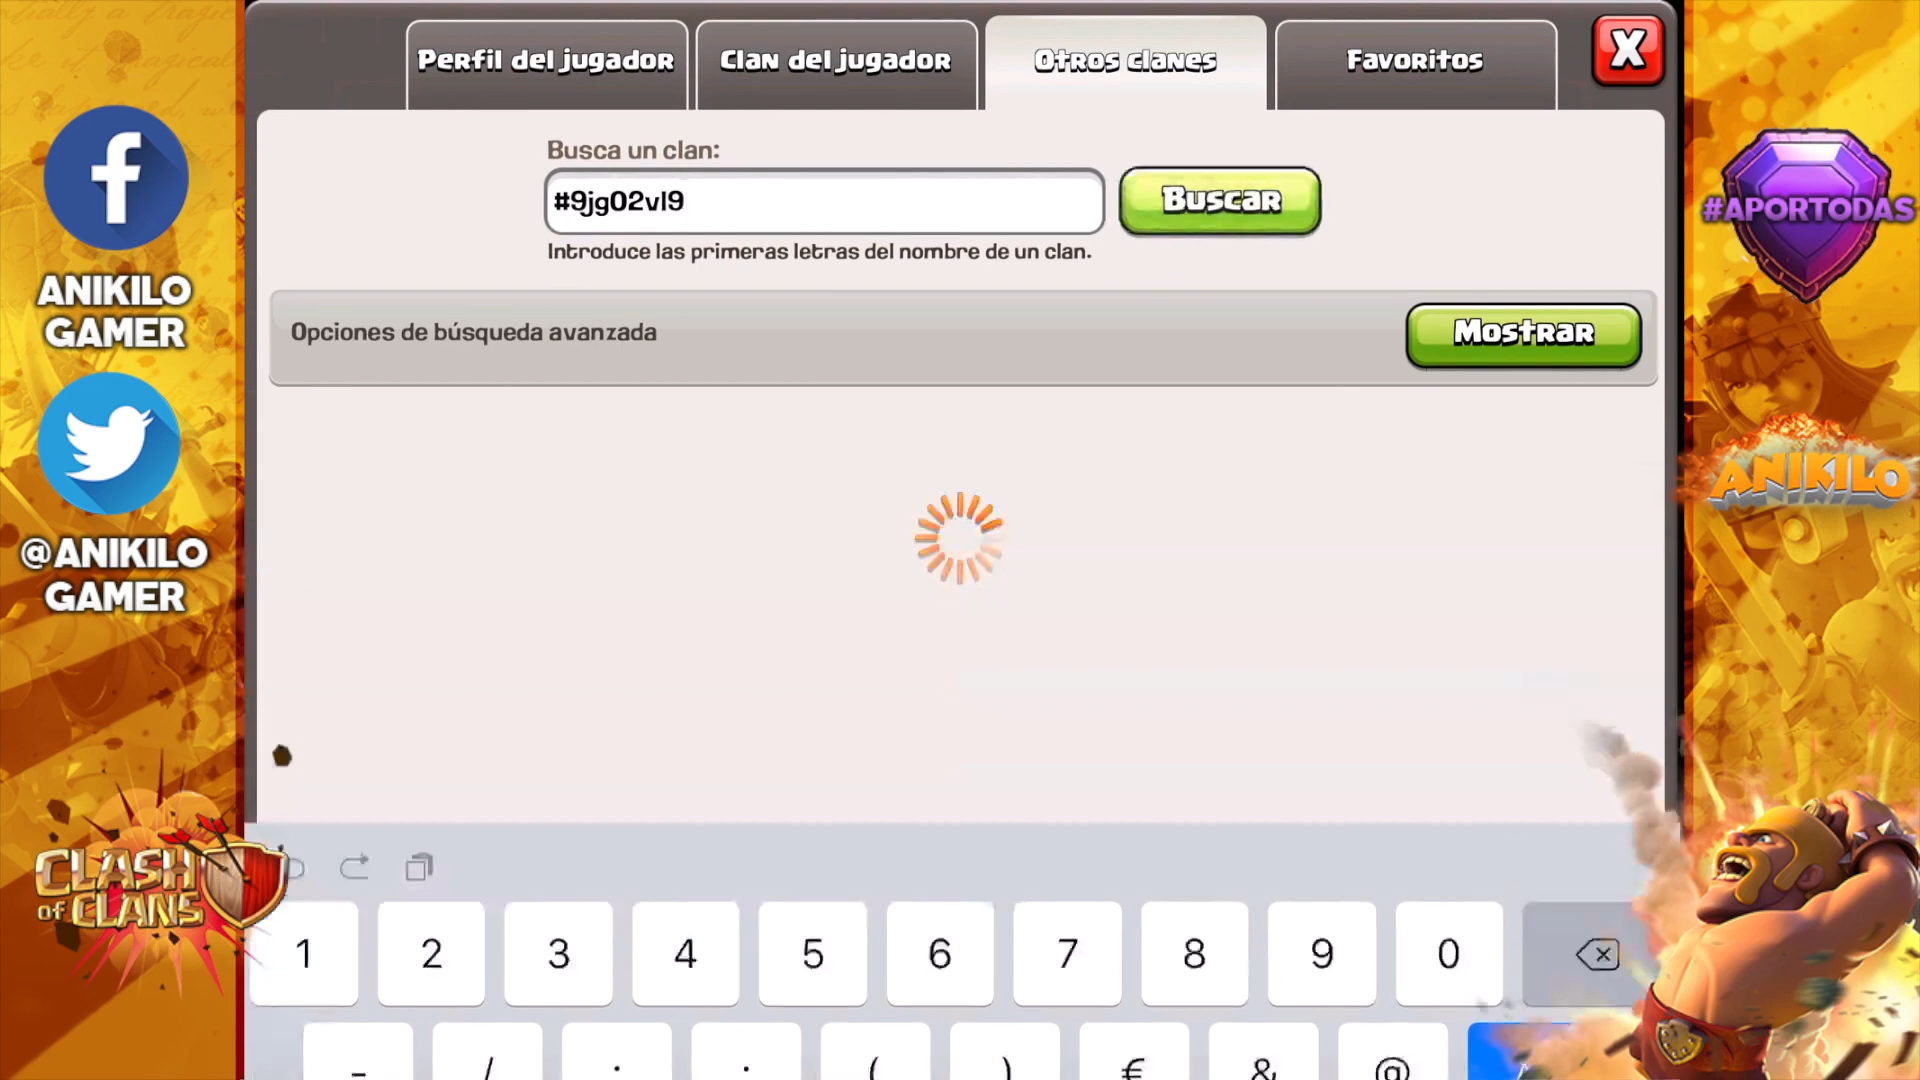 Perfil del jugador
Clan del jugador
Otros clanes
Favoritos
X
Busca un clan:
#9jg02vl9
Buscar
Introduce las primeras letras del nombre de un clan.
Opciones de búsqueda avanzada
Mostrar
f
ANIKILO
GAMER
@ANIKILO
GAMER
#APORTODAS
ANIKILO
CLASH
OF CLANS
1 2 3 4 5 6 7 8 9 0
- / : ; ( ) € & @